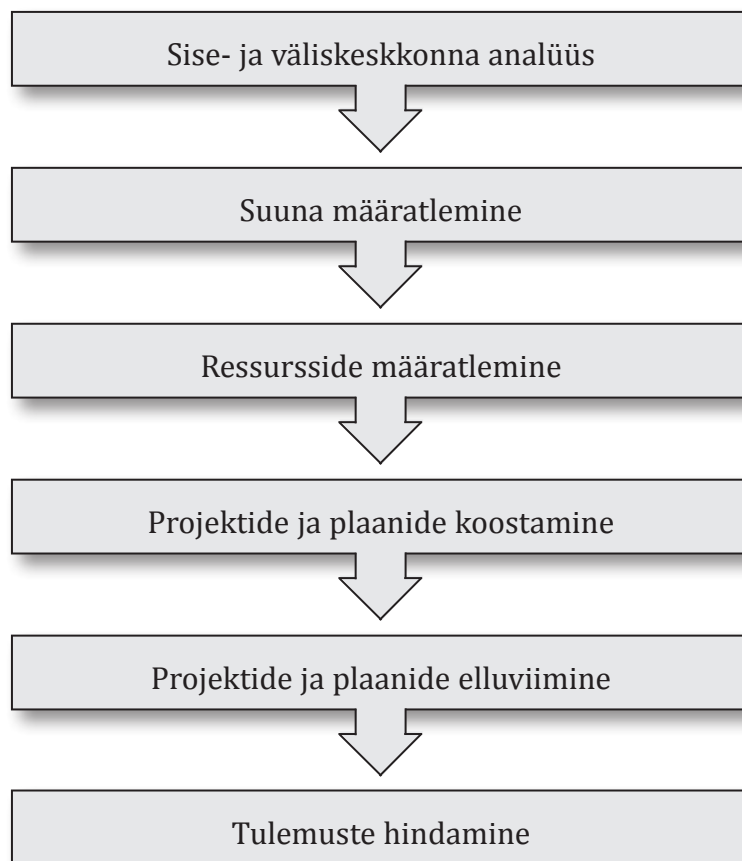 Sise- ja väliskeskkonna analüüs
Suuna määratlemine
Ressursside määratlemine
Projektide ja plaanide koostamine
Projektide ja plaanide elluviimine
Tulemuste hindamine